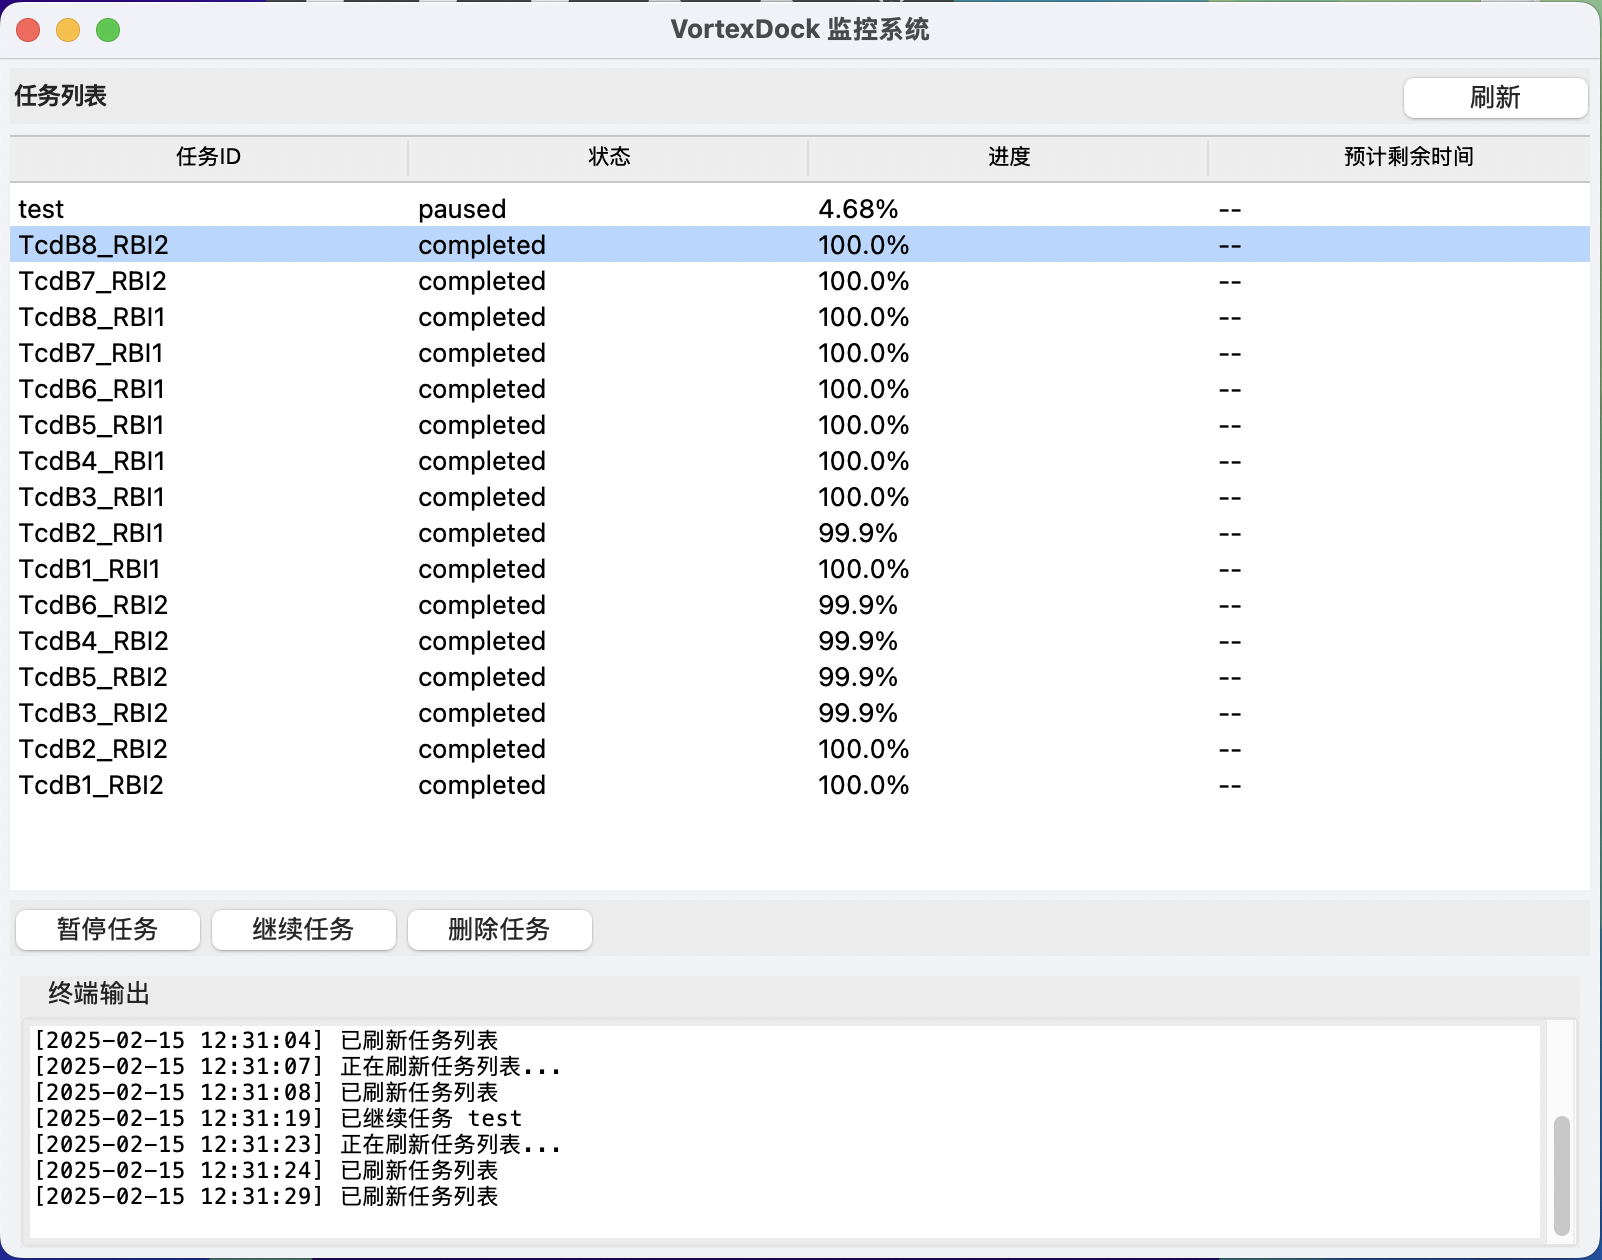 VortexDock 监控系统
任务列表 刷新
任务ID 状态 进度 预计剩余时间
test paused 4.68% --
TcdB8_RBI2 completed 100.0% --
TcdB7_RBI2 completed 100.0% --
TcdB8_RBI1 completed 100.0% --
TcdB7_RBI1 completed 100.0% --
TcdB6_RBI1 completed 100.0% --
TcdB5_RBI1 completed 100.0% --
TcdB4_RBI1 completed 100.0% --
TcdB3_RBI1 completed 100.0% --
TcdB2_RBI1 completed 99.9% --
TcdB1_RBI1 completed 100.0% --
TcdB6_RBI2 completed 99.9% --
TcdB4_RBI2 completed 99.9% --
TcdB5_RBI2 completed 99.9% --
TcdB3_RBI2 completed 99.9% --
TcdB2_RBI2 completed 100.0% --
TcdB1_RBI2 completed 100.0% --
暂停任务 继续任务 删除任务
终端输出
[2025-02-15 12:31:04] 已刷新任务列表
[2025-02-15 12:31:07] 正在刷新任务列表...
[2025-02-15 12:31:08] 已刷新任务列表
[2025-02-15 12:31:19] 已继续任务 test
[2025-02-15 12:31:23] 正在刷新任务列表...
[2025-02-15 12:31:24] 已刷新任务列表
[2025-02-15 12:31:29] 已刷新任务列表